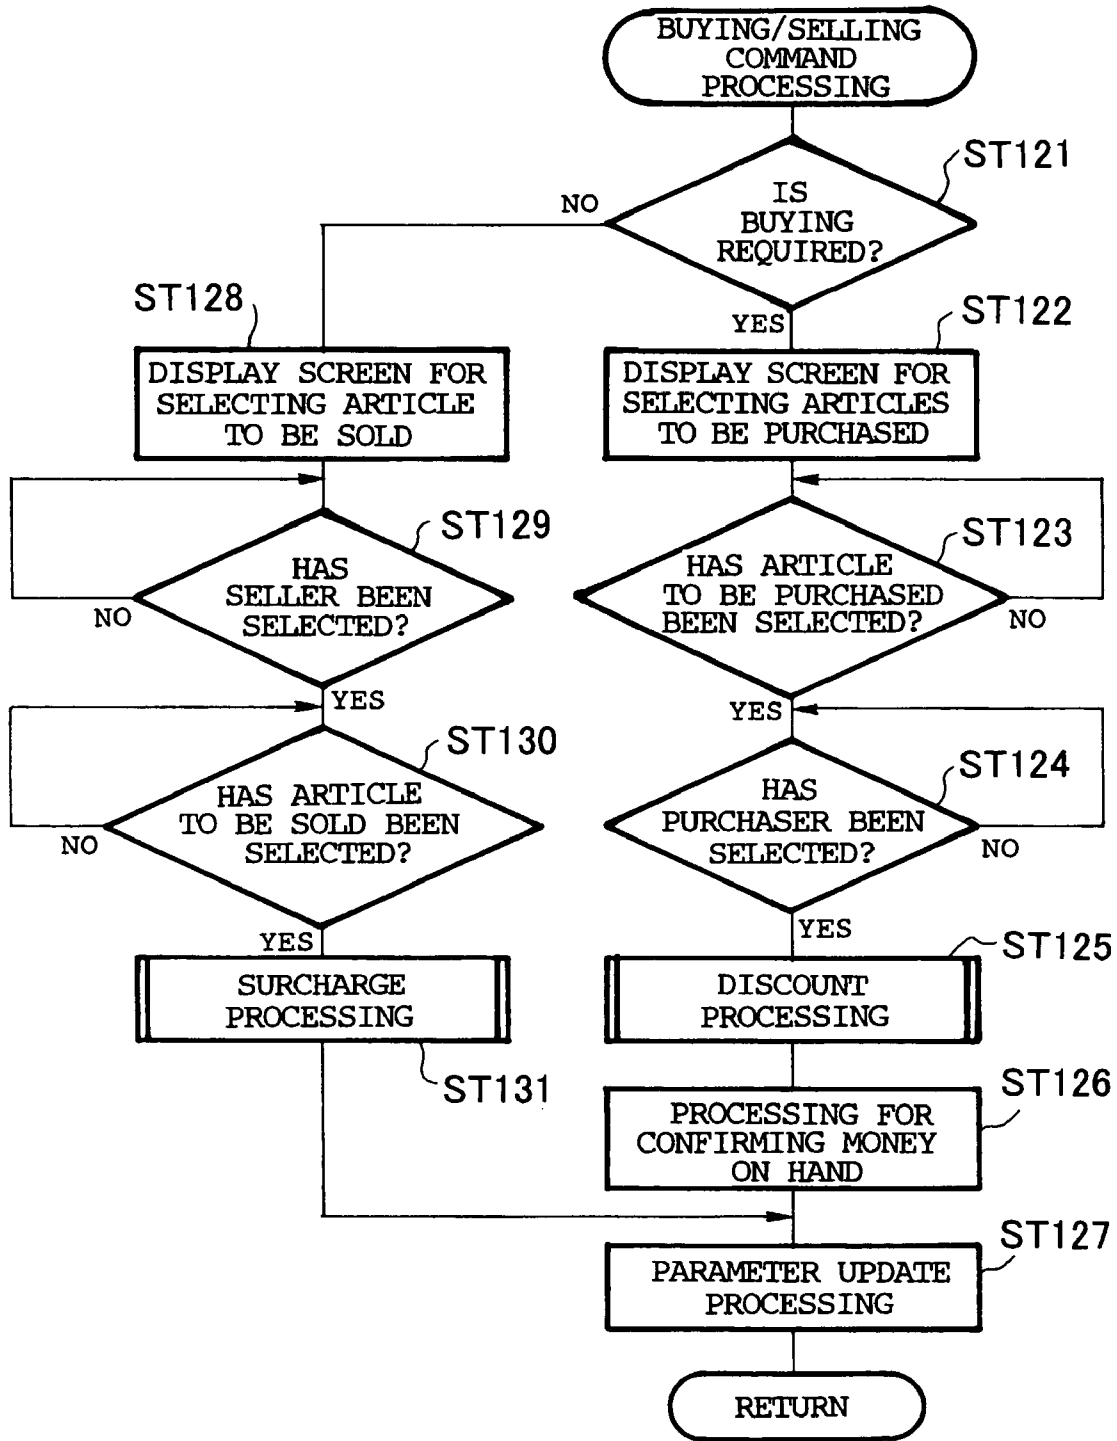 BUYING/SELLING
COMMAND
PROCESSING
ST121
IS
BUYING
REQUIRED?
NO
YES
ST128
DISPLAY SCREEN FOR
SELECTING ARTICLE
TO BE SOLD
ST122
DISPLAY SCREEN FOR
SELECTING ARTICLES
TO BE PURCHASED
ST129
HAS
SELLER BEEN
SELECTED?
NO
YES
ST123
HAS ARTICLE
TO BE PURCHASED
BEEN SELECTED?
NO
YES
ST130
HAS ARTICLE
TO BE SOLD BEEN
SELECTED?
NO
YES
ST124
HAS
PURCHASER BEEN
SELECTED?
NO
YES
SURCHARGE
PROCESSING
ST131
ST125
DISCOUNT
PROCESSING
ST126
PROCESSING FOR
CONFIRMING MONEY
ON HAND
ST127
PARAMETER UPDATE
PROCESSING
RETURN